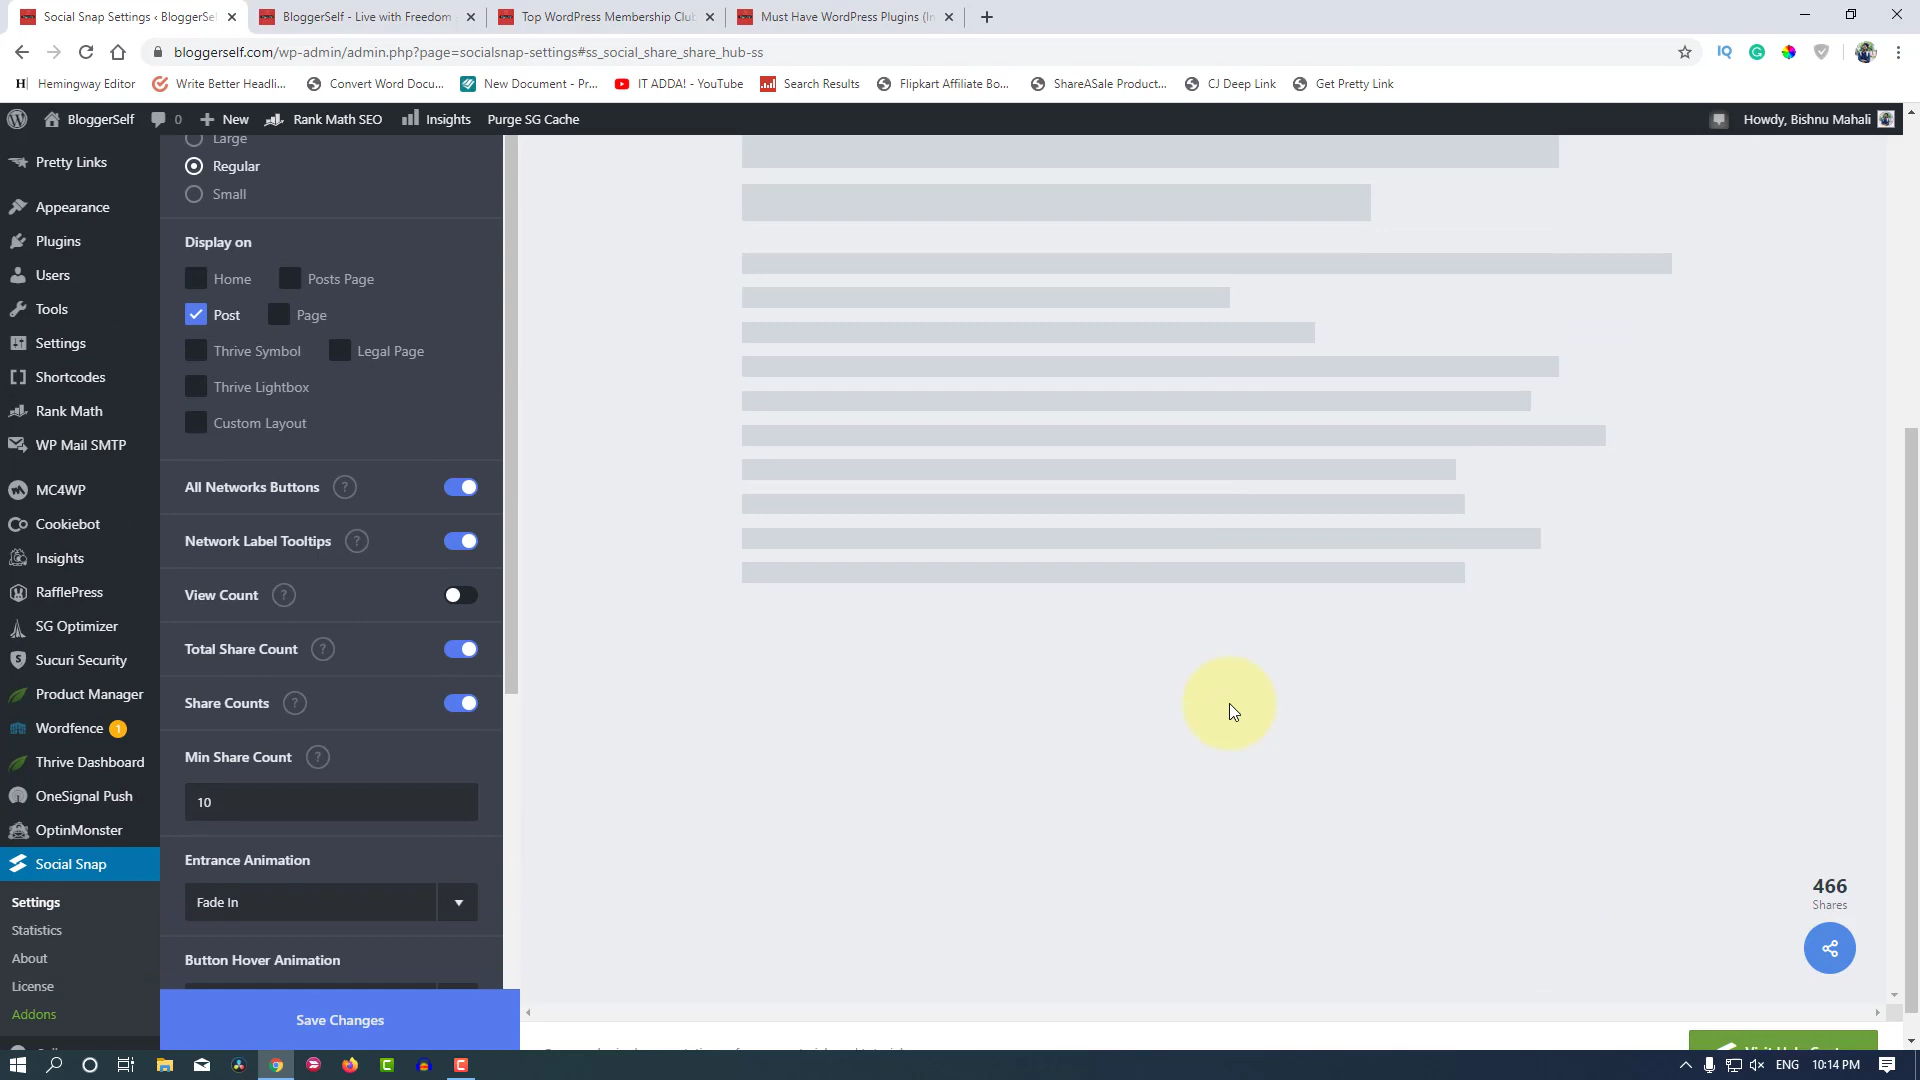 Social Snap Settings ‹ BloggerSel
BloggerSelf - Live with Freedom
Top WordPress Membership Club
Must Have WordPress Plugins (In
bloggerself.com/wp-admin/admin.php?page=socialsnap-settings#ss_social_share_share_hub-ss
Hemingway Editor
Write Better Headli...
Convert Word Docu...
New Document - Pr...
IT ADDA! - YouTube
Search Results
Flipkart Affiliate Bo...
ShareASale Product...
CJ Deep Link
Get Pretty Link
BloggerSelf
0
New
Rank Math SEO
Insights
Purge SG Cache
Howdy, Bishnu Mahali
Pretty Links
Appearance
Plugins
Users
Tools
Settings
Shortcodes
Rank Math
WP Mail SMTP
MC4WP
Cookiebot
Insights
RafflePress
SG Optimizer
Sucuri Security
Product Manager
Wordfence 1
Thrive Dashboard
OneSignal Push
OptinMonster
Social Snap
Settings
Statistics
About
License
Addons
Large
Regular
Small
Display on
Home Posts Page
Post Page
Thrive Symbol Legal Page
Thrive Lightbox
Custom Layout
All Networks Buttons ?
Network Label Tooltips ?
View Count ?
Total Share Count ?
Share Counts ?
Min Share Count ?
10
Entrance Animation
Fade In
Button Hover Animation
Save Changes
466
Shares
ENG
10:14 PM